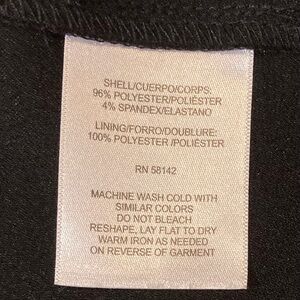 SHELL/CUERPO/CORPS:
96% POLYESTER/POLIÉSTER
4% SPANDEX/ELASTANO
LINING/FORRO/DOUBLURE:
100% POLYESTER /POLIÉSTER
RN 58142
MACHINE WASH COLD WITH
SIMILAR COLORS
DO NOT BLEACH
RESHAPE, LAY FLAT TO DRY
WARM IRON AS NEEDED
ON REVERSE OF GARMENT